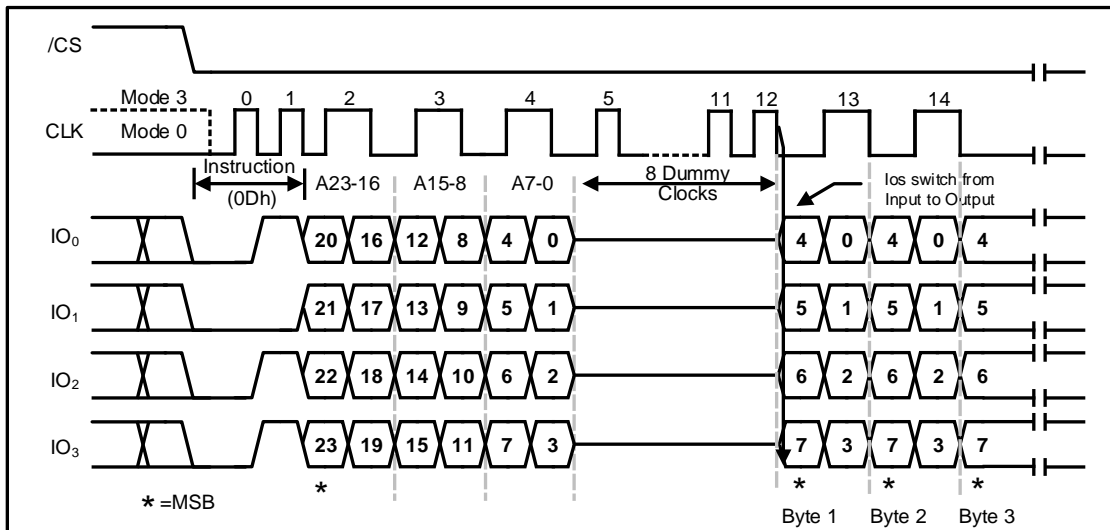 /CS
Mode 3 0 1 2 3 4 5 11 12 13 14
CLK Mode 0
Instruction
(0Dh)
A23-16 A15-8 A7-0
8 Dummy
Clocks
Ios switch from
Input to Output
IO0 20 16 12 8 4 0 4 0 4 0 4
IO1 21 17 13 9 5 1 5 1 5 1 5
IO2 22 18 14 10 6 2 6 2 6 2 6
IO3 23 19 15 11 7 3 7 3 7 3 7
* * * *
* =MSB
Byte 1 Byte 2 Byte 3